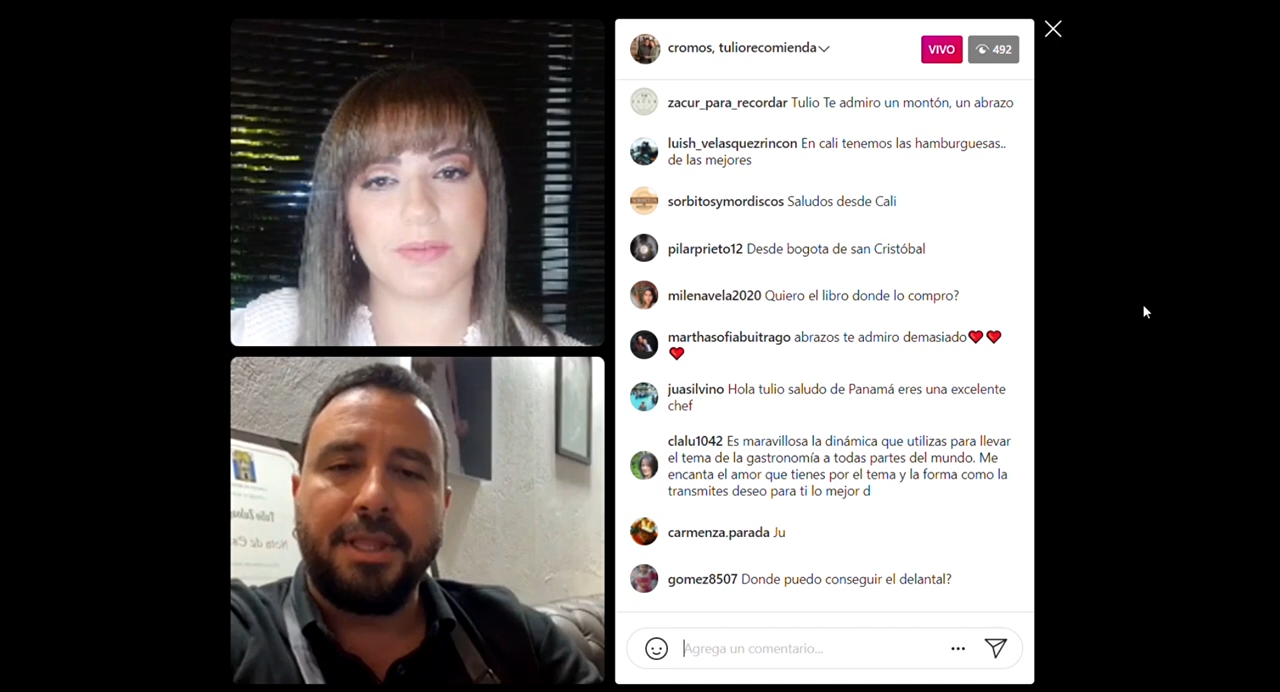 cromos, tuliorecomienda
VIVO
492
zacur_para_recordar Tulio Te admiro un montón, un abrazo
luish_velasquezrincon En cali tenemos las hamburguesas..
de las mejores
sorbitosymordiscos Saludos desde Cali
pilarprieto12 Desde bogota de san Cristóbal
milenavela2020 Quiero el libro donde lo compro?
marthasofiabuitrago abrazos te admiro demasiado❤️❤️
❤️
juasilvino Hola tulio saludo de Panamá eres una excelente
chef
clalu1042 Es maravillosa la dinámica que utilizas para llevar
el tema de la gastronomía a todas partes del mundo. Me
encanta el amor que tienes por el tema y la forma como la
transmites deseo para ti lo mejor d
carmenza.parada Ju
gomez8507 Donde puedo conseguir el delantal?
Agrega un comentario...